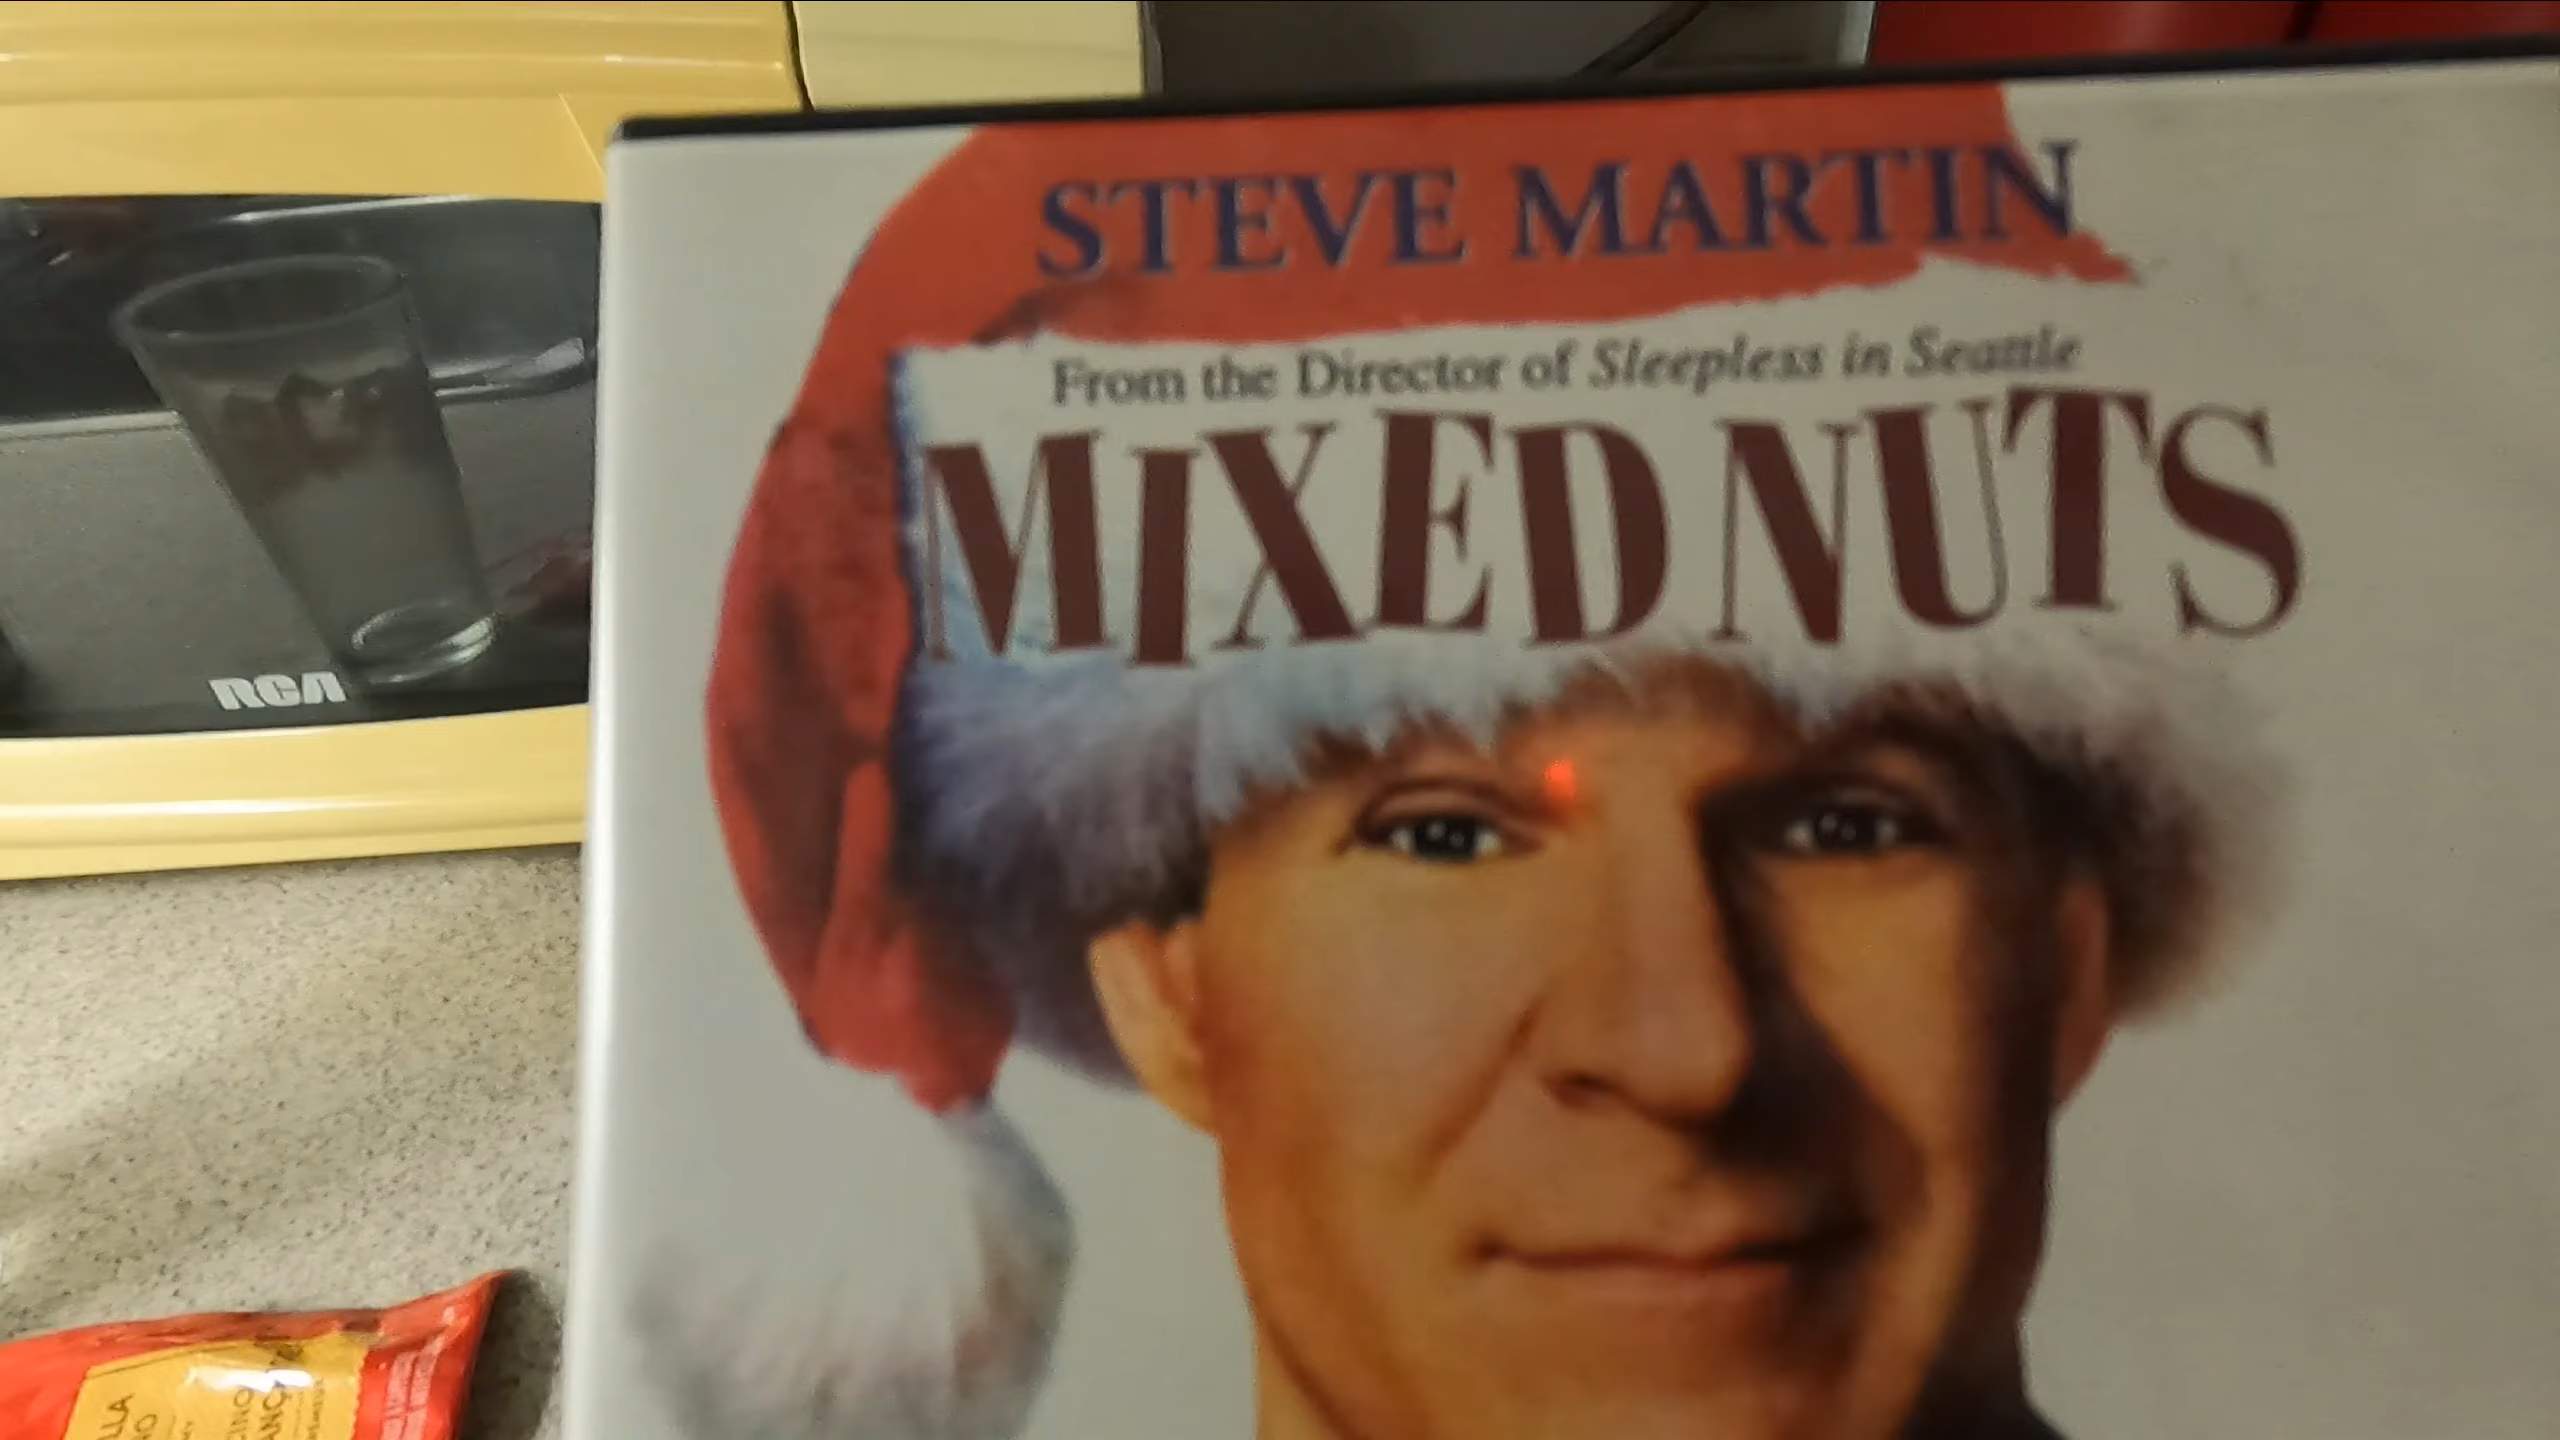 STEVE MARTIN
From the Director of Sleepless in Seattle
MIXED NUTS
RCA